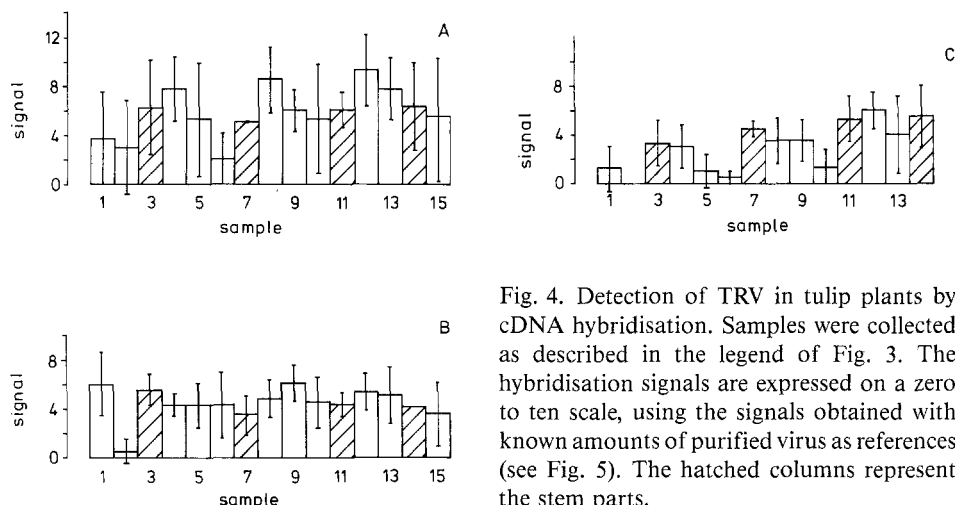 A
signal
12
8
4
0
1 3 5 7 9 11 13 15
sample
C
signal
8
4
0
1 3 5 7 9 11 13
sample
B
signal
8
4
0
1 3 5 7 9 11 13 15
sample
Fig. 4. Detection of TRV in tulip plants by
cDNA hybridisation. Samples were collected
as described in the legend of Fig. 3. The
hybridisation signals are expressed on a zero
to ten scale, using the signals obtained with
known amounts of purified virus as references
(see Fig. 5). The hatched columns represent
the stem parts.